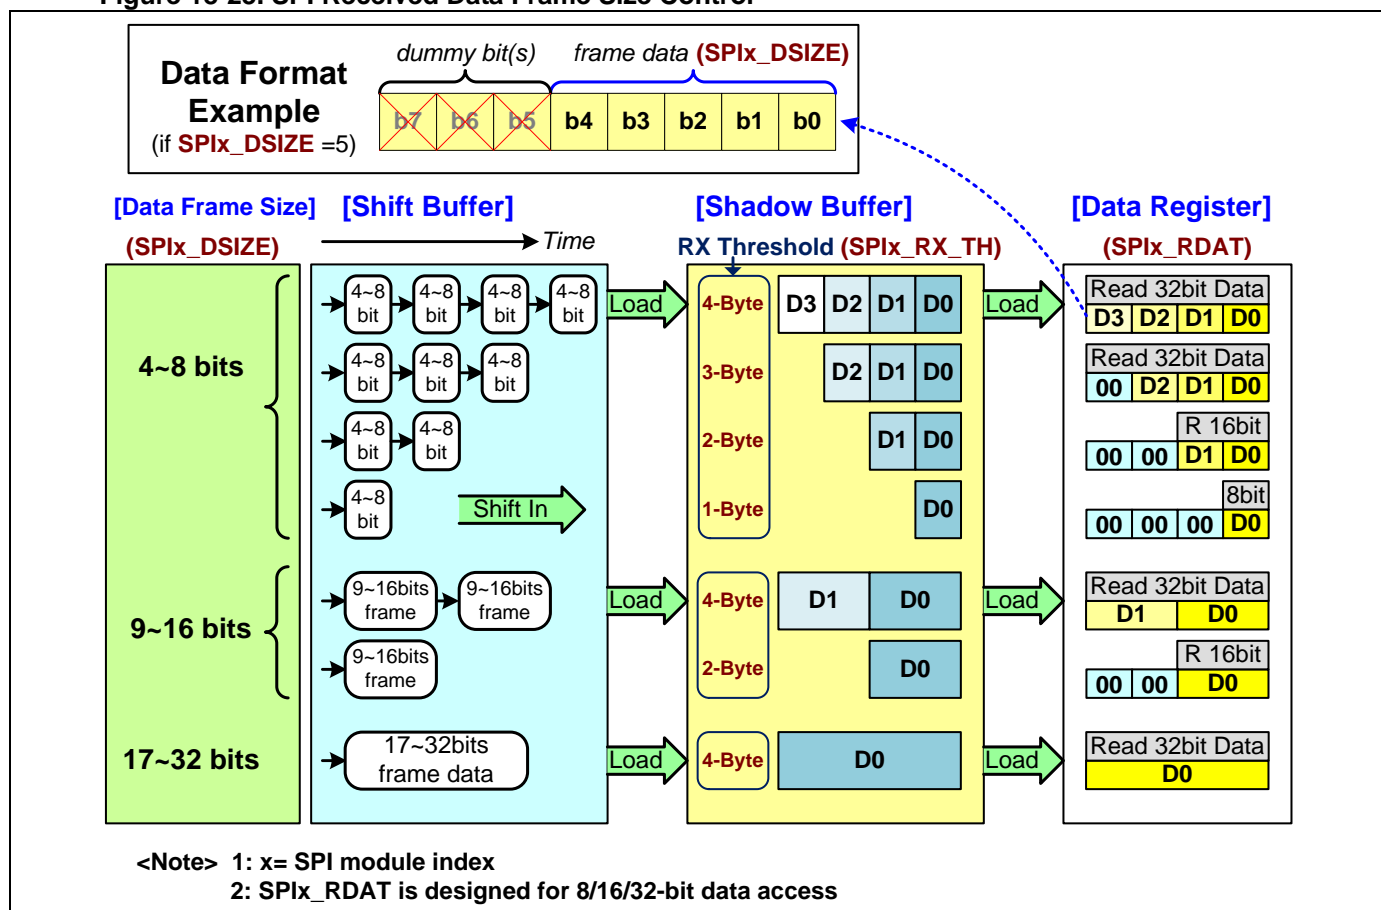 Figure 18-23. SPI Received Data Frame Size Control
dummy bit(s) frame data (SPIx_DSIZE)
Data Format
Example
(if SPIx_DSIZE =5)
b7 b6 b5 b4 b3 b2 b1 b0
[Data Frame Size] [Shift Buffer] [Shadow Buffer] [Data Register]
(SPIx_DSIZE) Time RX Threshold (SPIx_RX_TH) (SPIx_RDAT)
4~8 bits
4~8 bit 4~8 bit 4~8 bit 4~8 bit Load 4-Byte D3 D2 D1 D0 Load Read 32bit Data
D3 D2 D1 D0
4~8 bit 4~8 bit 4~8 bit 3-Byte D2 D1 D0 Read 32bit Data
00 D2 D1 D0
4~8 bit 4~8 bit 2-Byte D1 D0 R 16bit
00 00 D1 D0
4~8 bit Shift In 1-Byte D0 8bit
00 00 00 D0
9~16 bits
9~16bits frame 9~16bits frame Load 4-Byte D1 D0 Load Read 32bit Data
D1 D0
9~16bits frame 2-Byte D0 R 16bit
00 00 D0
17~32 bits 17~32bits frame data Load 4-Byte D0 Load Read 32bit Data
D0
<Note> 1: x= SPI module index
2: SPIx_RDAT is designed for 8/16/32-bit data access